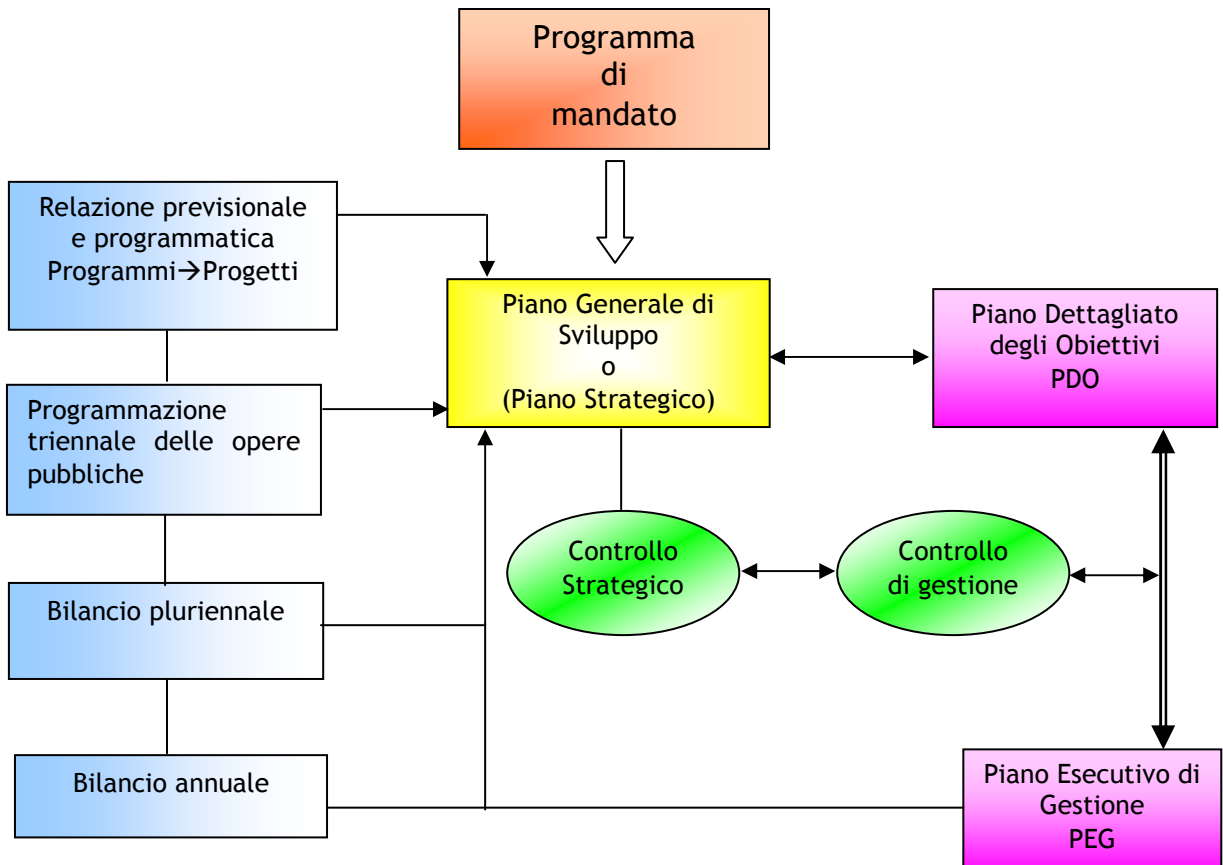 Programma
di
mandato
Relazione previsionale
e programmatica
Programmi→Progetti
Piano Generale di
Sviluppo
o
(Piano Strategico)
Piano Dettagliato
degli Obiettivi
PDO
Programmazione
triennale delle opere
pubbliche
Controllo
Strategico
Controllo
di gestione
Bilancio pluriennale
Bilancio annuale
Piano Esecutivo di
Gestione
PEG